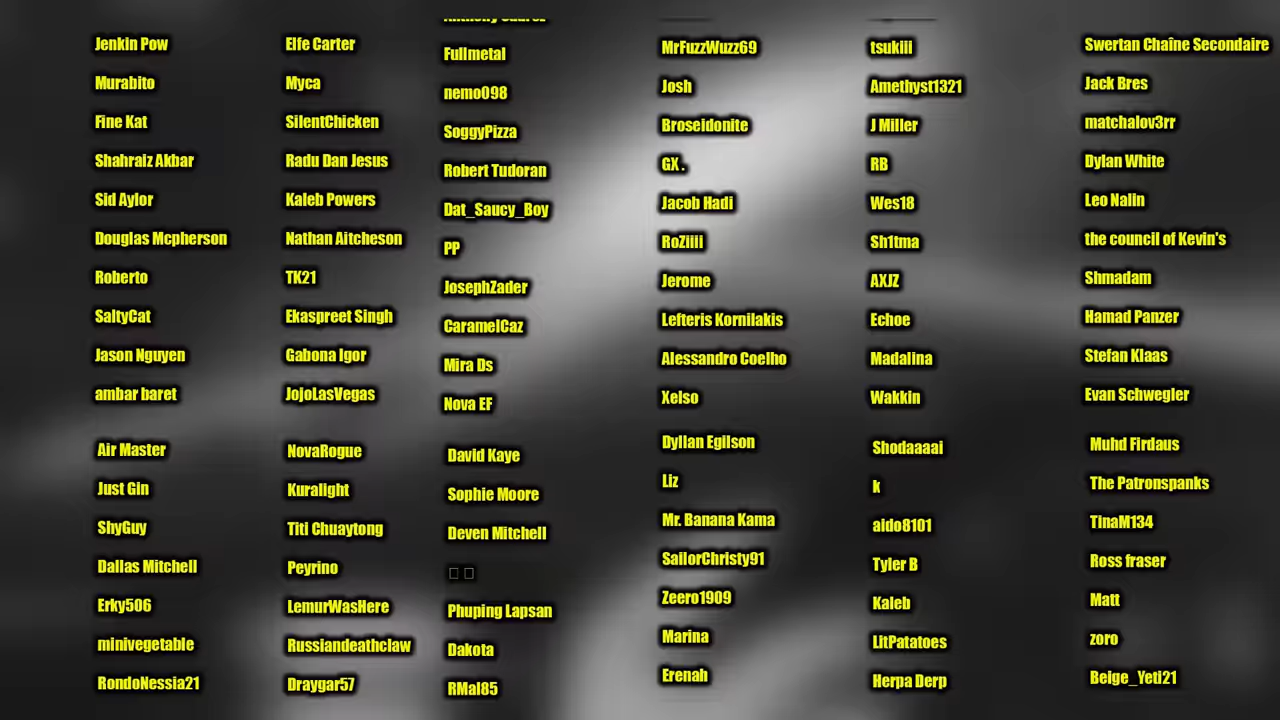 Jenkin Pow
Murabito
Fine Kat
Shahraiz Akbar
Sid Aylor
Douglas Mcpherson
Roberto
SaltyCat
Jason Nguyen
ambar baret
Air Master
Just Gin
ShyGuy
Dallas Mitchell
Erky506
minivegetable
RondoNessia21
Elfe Carter
Myca
SilentChicken
Radu Dan Jesus
Kaleb Powers
Nathan Aitcheson
TK21
Ekaspreet Singh
Gabona Igor
JojoLasVegas
NovaRogue
Kuralight
Titi Chuaytong
Peyrino
LemurWasHere
Russiandeathclaw
Draygar57
Fullmetal
nemo098
SoggyPizza
Robert Tudoran
Dat_Saucy_Boy
PP
JosephZader
CaramelCaz
Mira Ds
Nova EF
David Kaye
Sophie Moore
Deven Mitchell
Phuping Lapsan
Dakota
RMal85
MrFuzzWuzz69
Josh
Broseidonite
GX .
Jacob Hadi
RoZiiii
Jerome
Lefteris Kornilakis
Alessandro Coelho
Xelso
Dyllan Egilson
Liz
Mr. Banana Kama
SailorChristy91
Zeero1909
Marina
Erenah
tsukiii
Amethyst1321
J Miller
RB
Wes18
Sh1tma
AXJZ
Echoe
Madalina
Wakkin
Shodaaaai
k
aido8101
Tyler B
Kaleb
LitPatatoes
Herpa Derp
Swertan Chaîne Secondaire
Jack Bres
matchalov3rr
Dylan White
Leo Nalin
the council of Kevin's
Shmadam
Hamad Panzer
Stefan Klaas
Evan Schwegler
Muhd Firdaus
The Patronspanks
TinaM134
Ross fraser
Matt
zoro
Beige_Yeti21